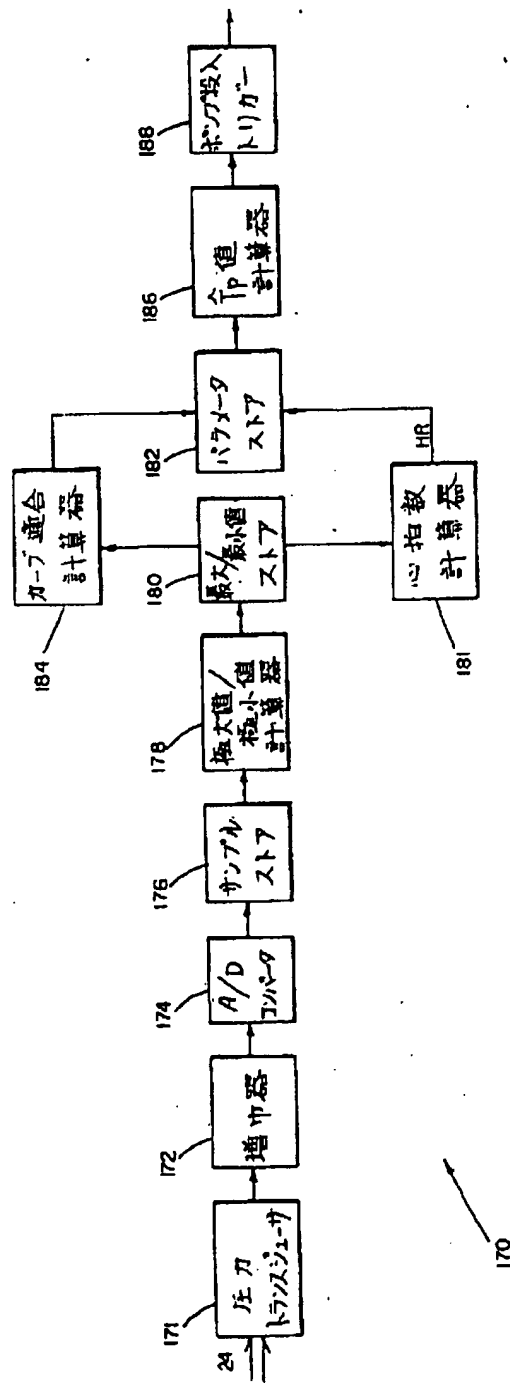 24
171
圧力
トランスジューサ
172
増巾器
174
A/D
コンバータ
176
サンプル
ストア
178
極大値/
極小値
計算器
180
最大/最小値
ストア
184
カーブ適合
計算器
181
心拍数
計算器
HR
182
パラメータ
ストア
186
T̂p値
計算器
188
ポンプ投入
トリガー
170